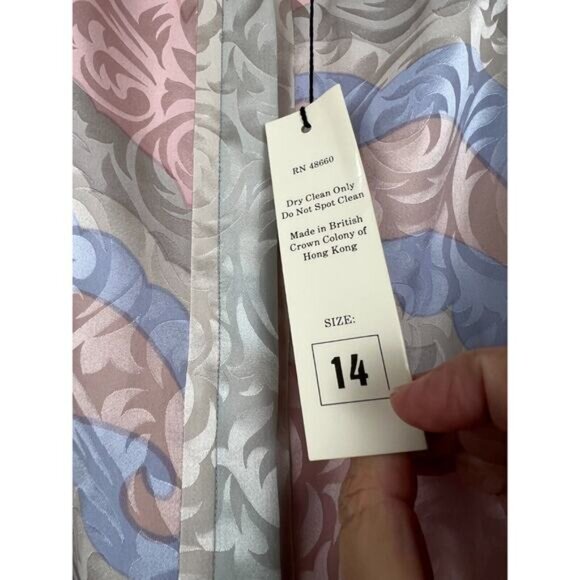 RN 48660
Dry Clean Only
Do Not Spot Clean
Made in British
Crown Colony of
Hong Kong
SIZE:
14